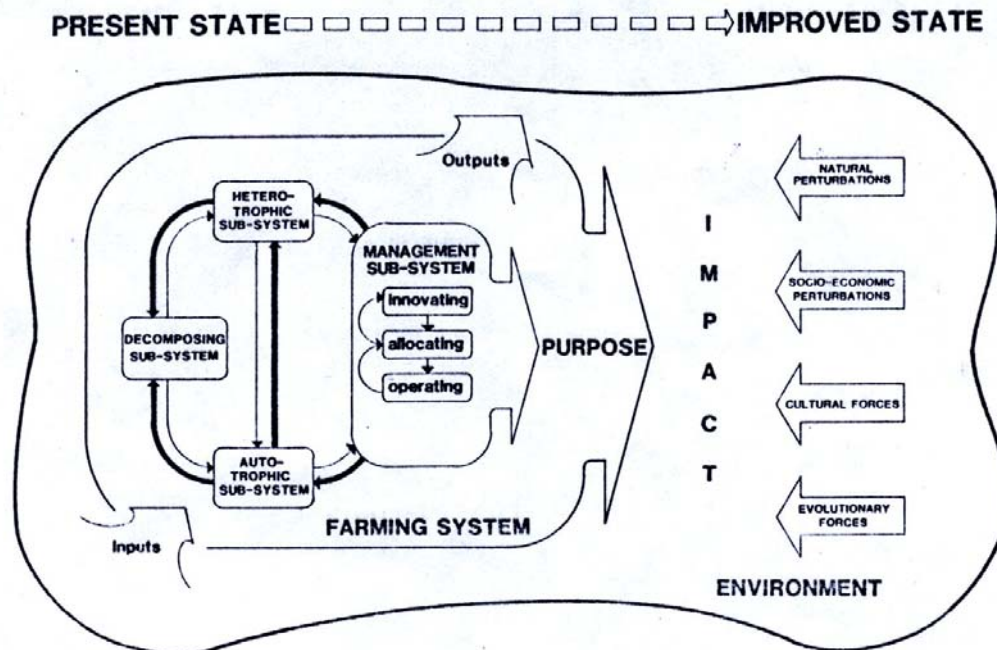 PRESENT STATE
IMPROVED STATE
Outputs
HETERO-
TROPHIC
SUB-SYSTEM
MANAGEMENT
SUB-SYSTEM
innovating
allocating
operating
DECOMPOSING
SUB-SYSTEM
AUTO-
TROPHIC
SUB-SYSTEM
FARMING SYSTEM
Inputs
PURPOSE
I
M
P
A
C
T
NATURAL
PERTURBATIONS
SOCIO-ECONOMIC
PERTURBATIONS
CULTURAL FORCES
EVOLUTIONARY
FORCES
ENVIRONMENT